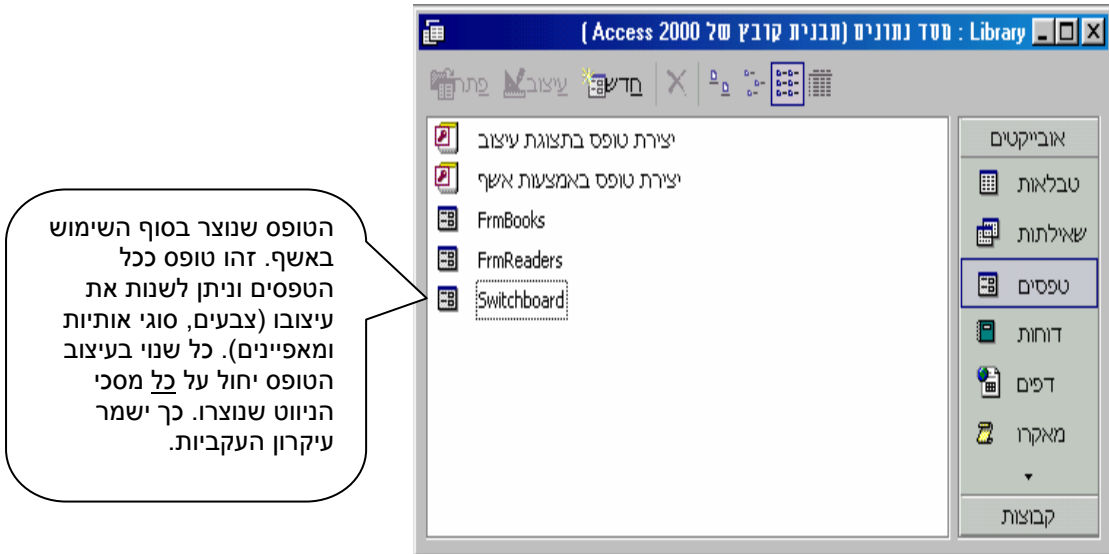 Library : מסד נתונים (תבנית קובץ של Access 2000 )
פתח עיצוב חדש
יצירת טופס בתצוגת עיצוב
יצירת טופס באמצעות אשף
FrmBooks
FrmReaders
Switchboard
אובייקטים
טבלאות
שאילתות
טפסים
דוחות
דפים
מאקרו
קבוצות
הטופס שנוצר בסוף השימוש
באשף. זהו טופס ככל
הטפסים וניתן לשנות את
עיצובו (צבעים, סוגי אותיות
ומאפיינים). כל שנוי בעיצוב
הטופס יחול על כל מסכי
הניווט שנוצרו. כך ישמר
עיקרון העקביות.